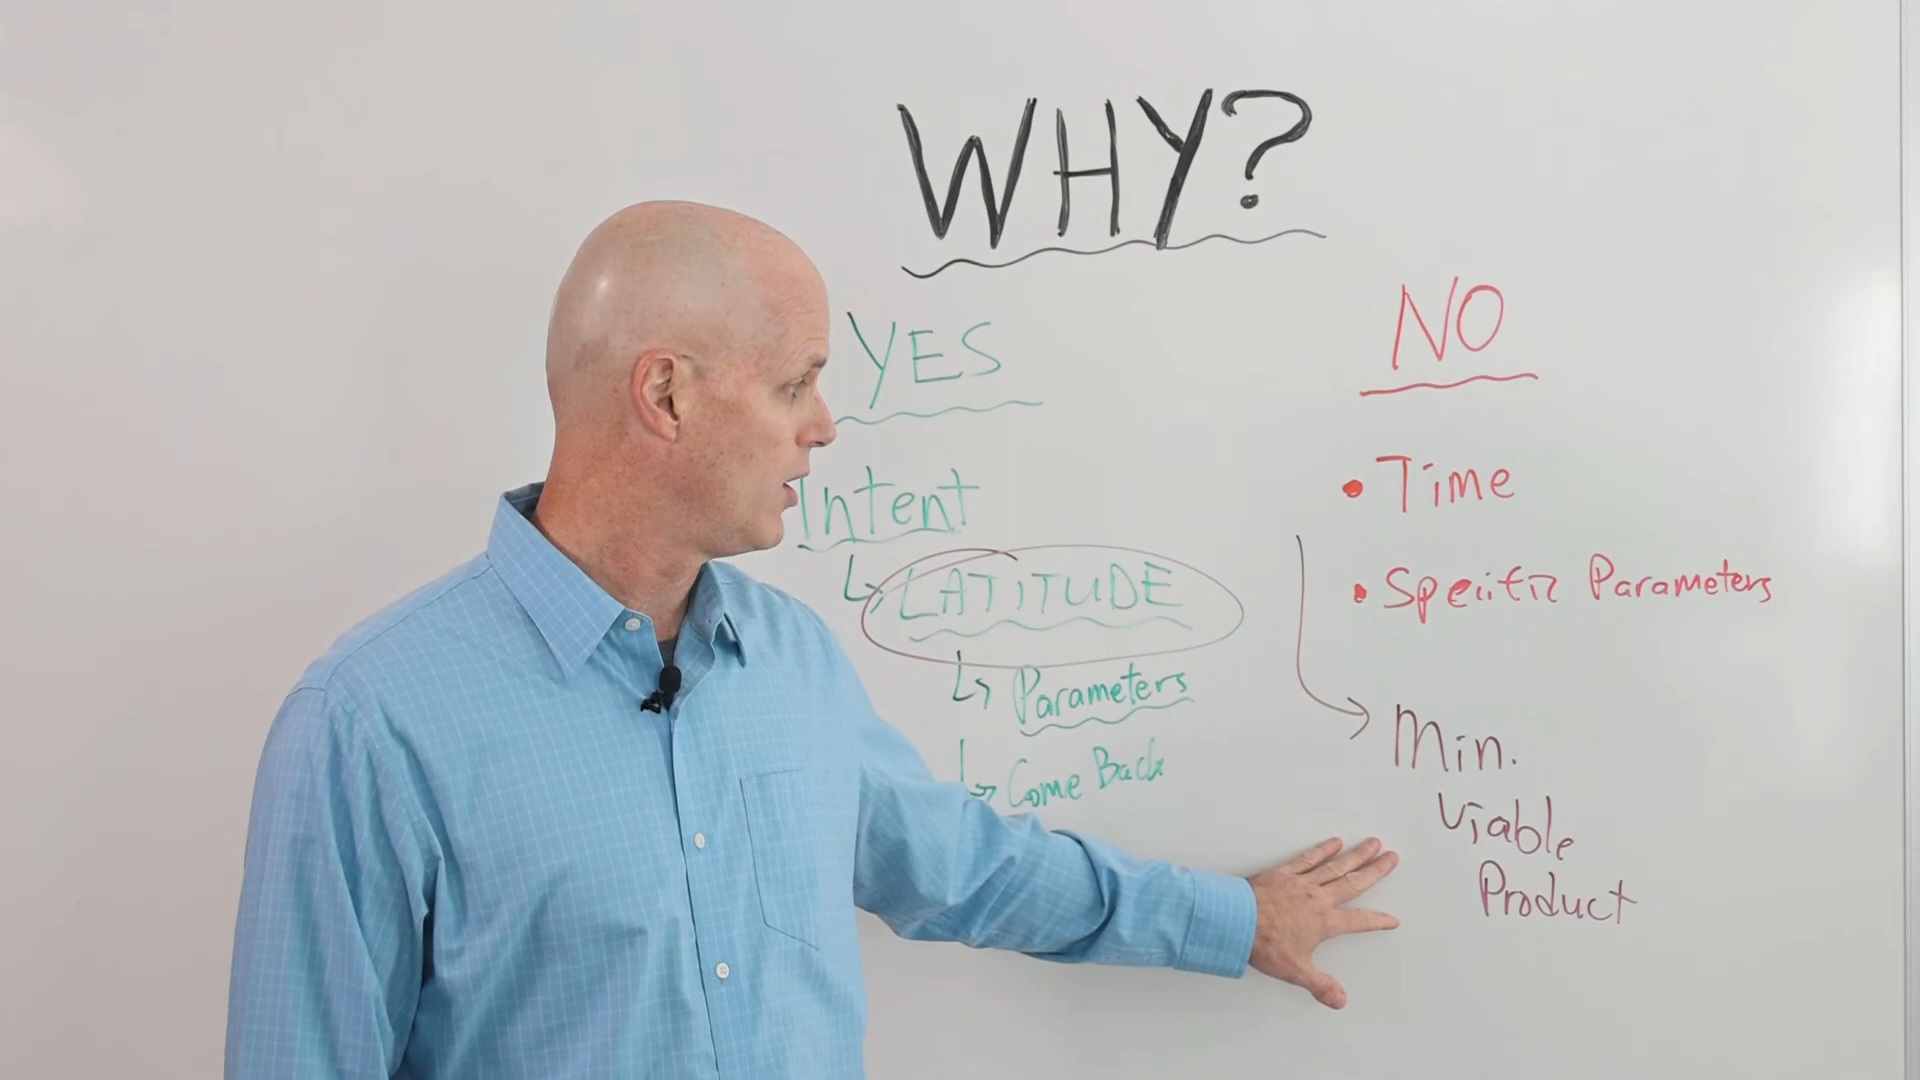 WHY?
YES
Intent
LATITUDE
Parameters
Come Back
NO
• Time
• Specific Parameters
Min.
Viable
Product